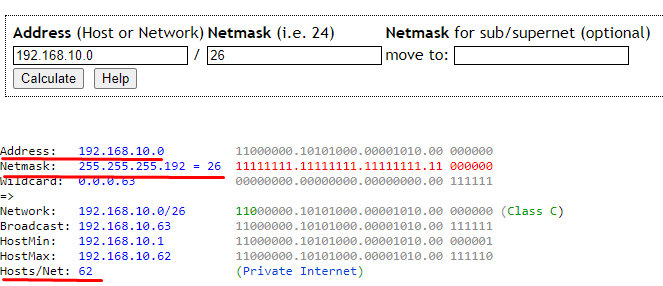 Address (Host or Network) Netmask (i.e. 24) Netmask for sub/supernet (optional)
192.168.10.0 / 26 move to:
Calculate Help
Address: 192.168.10.0 11000000.10101000.00001010.00 000000
Netmask: 255.255.255.192 = 26 11111111.11111111.11111111.11 000000
Wildcard: 0.0.0.63 00000000.00000000.00000000.00 111111
=>
Network: 192.168.10.0/26 11000000.10101000.00001010.00 000000 (Class C)
Broadcast: 192.168.10.63 11000000.10101000.00001010.00 111111
HostMin: 192.168.10.1 11000000.10101000.00001010.00 000001
HostMax: 192.168.10.62 11000000.10101000.00001010.00 111110
Hosts/Net: 62 (Private Internet)